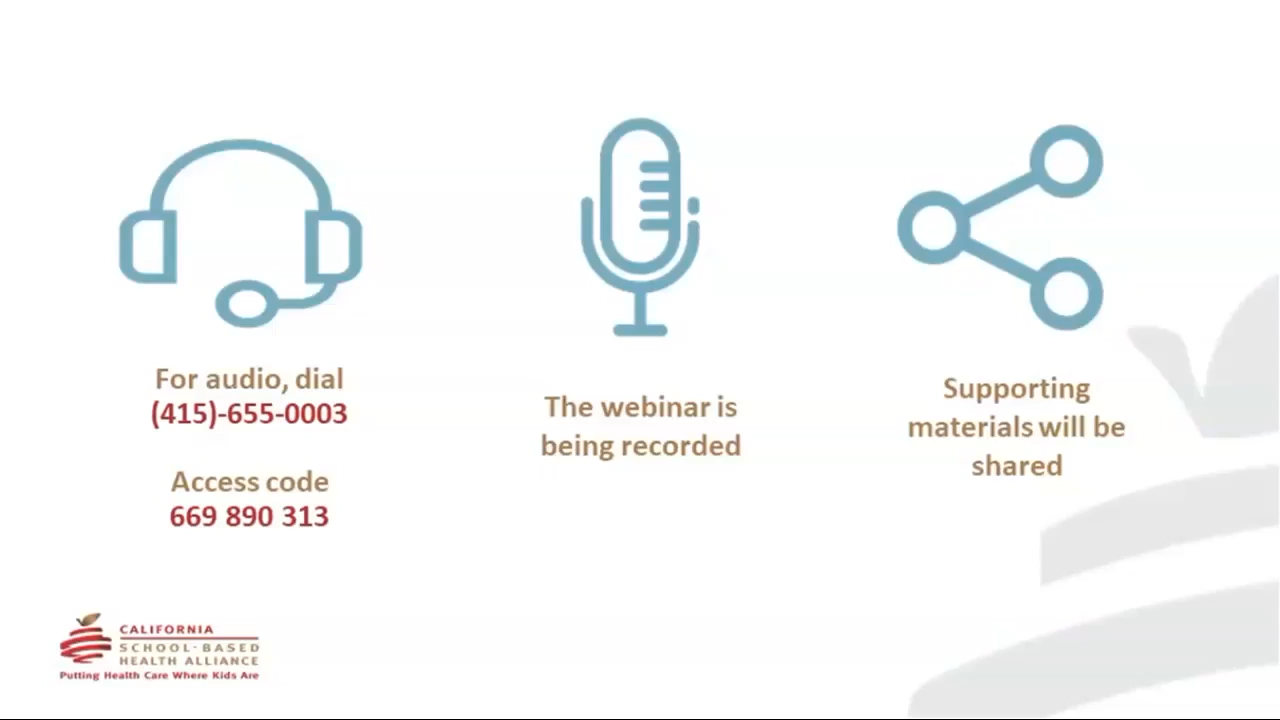 For audio, dial
(415)-655-0003
Access code
669 890 313
The webinar is
being recorded
Supporting
materials will be
shared
CALIFORNIA
SCHOOL-BASED
HEALTH ALLIANCE
Putting Health Care Where Kids Are